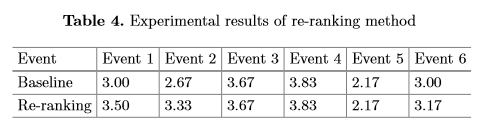 Table 4. Experimental results of re-ranking method
Event Event 1 Event 2 Event 3 Event 4 Event 5 Event 6
Baseline 3.00 2.67 3.67 3.83 2.17 3.00
Re-ranking 3.50 3.33 3.67 3.83 2.17 3.17